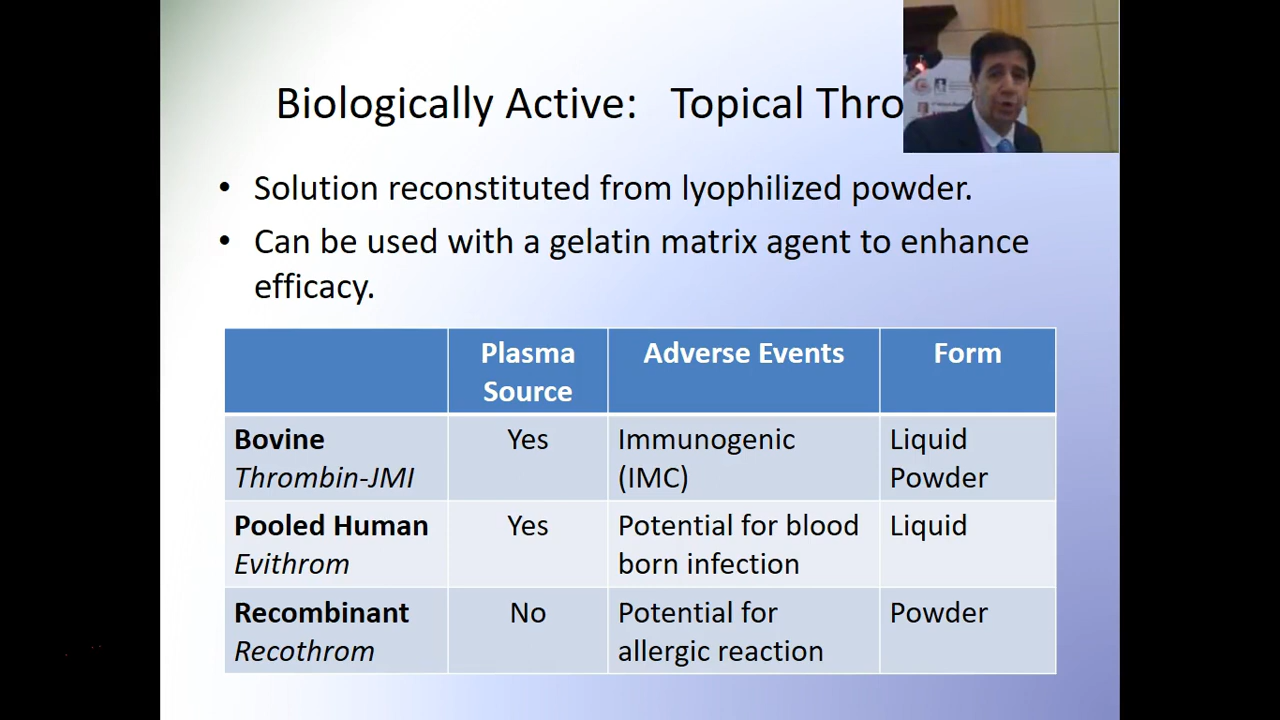 Biologically Active: Topical Thro
• Solution reconstituted from lyophilized powder.
• Can be used with a gelatin matrix agent to enhance
efficacy.
Plasma Source
Adverse Events
Form
Bovine
Thrombin-JMI
Yes
Immunogenic
(IMC)
Liquid
Powder
Pooled Human
Evithrom
Yes
Potential for blood
born infection
Liquid
Recombinant
Recothrom
No
Potential for
allergic reaction
Powder